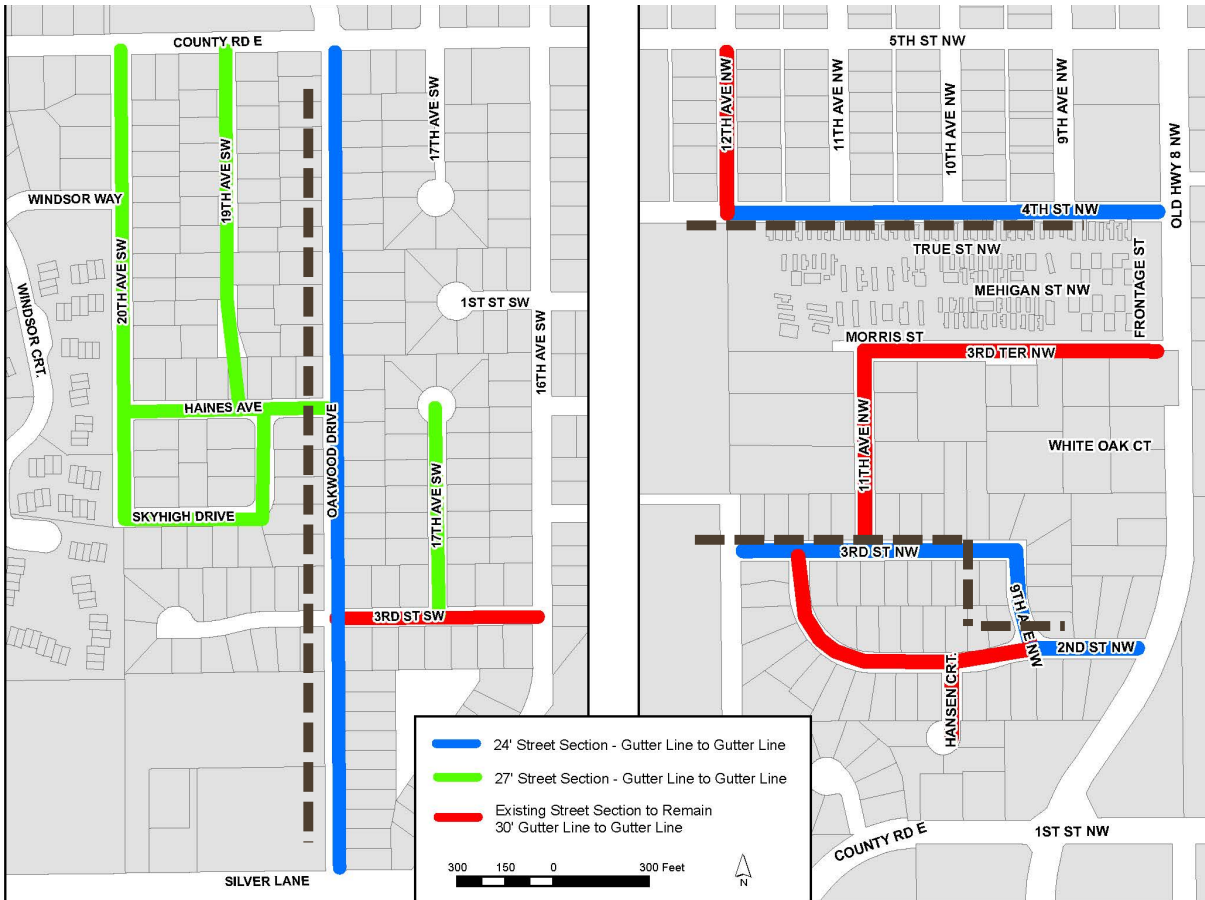 COUNTY RD E
17TH AVE SW
19TH AVE SW
WINDSOR WAY
20TH AVE SW
WINDSOR CRT.
1ST ST SW
16TH AVE SW
HAINES AVE
OAKWOOD DRIVE
17TH AVE SW
SKYHIGH DRIVE
3RD ST SW
SILVER LANE
5TH ST NW
12TH AVE NW
11TH AVE NW
10TH AVE NW
9TH AVE NW
OLD HWY 8 NW
4TH ST NW
TRUE ST NW
MEHIGAN ST NW
FRONTAGE ST
MORRIS ST
3RD TER NW
WHITE OAK CT
11TH AVE NW
3RD ST NW
9TH AVE NW
2ND ST NW
HANSEN CRT.
COUNTY RD E
1ST ST NW
24' Street Section - Gutter Line to Gutter Line
27' Street Section - Gutter Line to Gutter Line
Existing Street Section to Remain
30' Gutter Line to Gutter Line
300 150 0 300 Feet
N